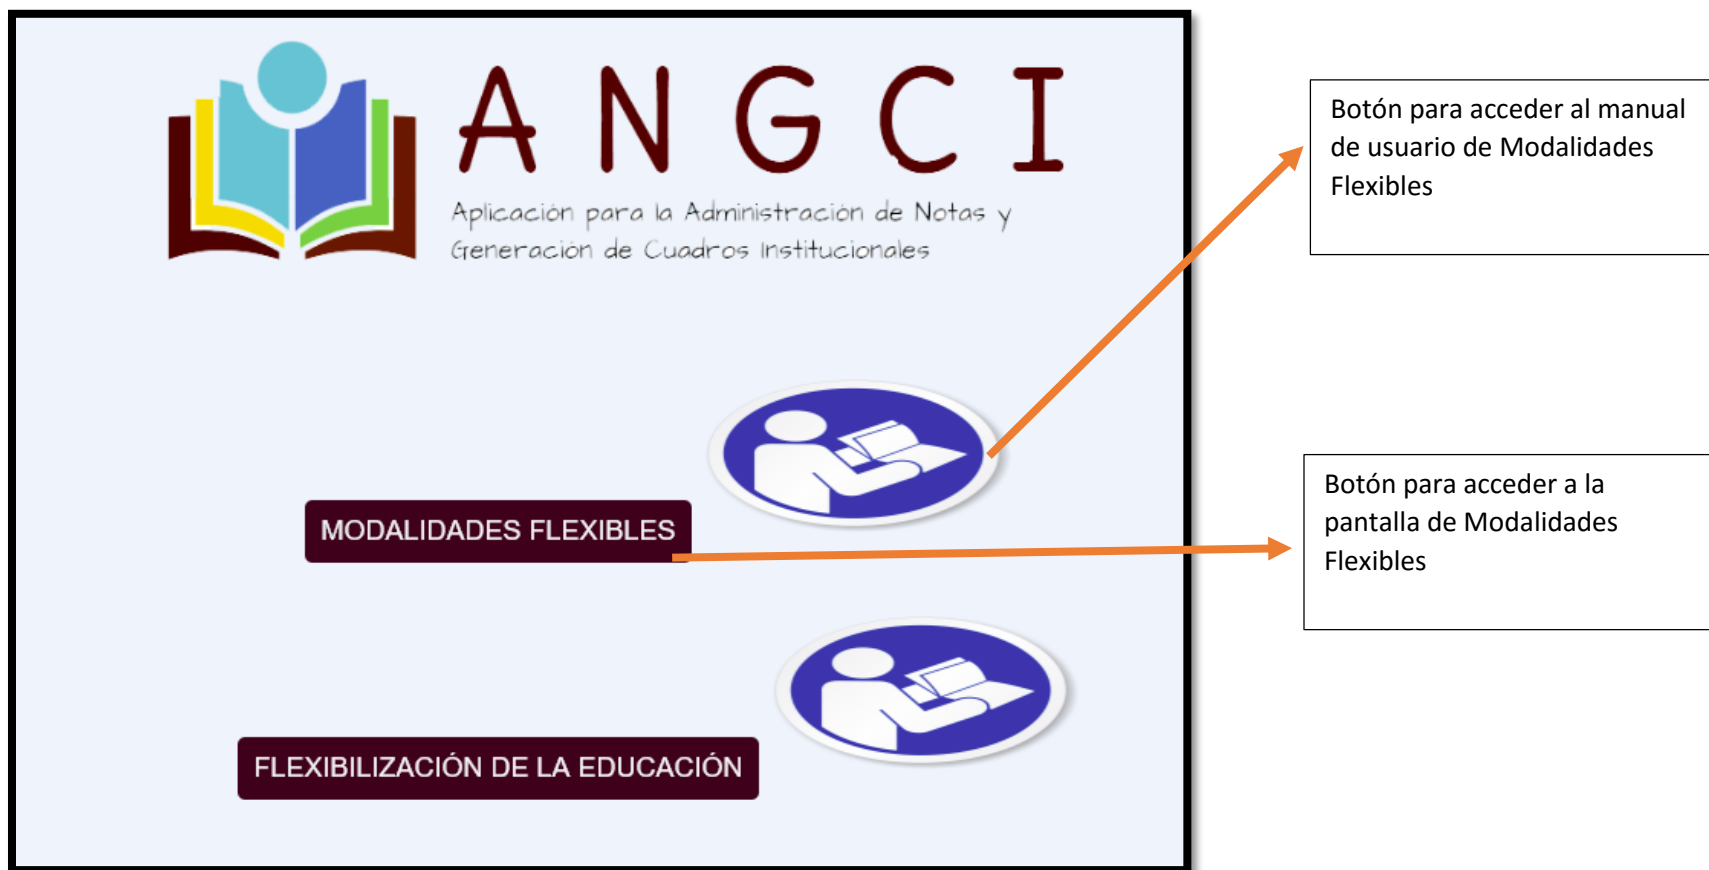 A N G C I
Aplicación para la Administración de Notas y
Generación de Cuadros Institucionales
Botón para acceder al manual
de usuario de Modalidades
Flexibles
MODALIDADES FLEXIBLES
Botón para acceder a la
pantalla de Modalidades
Flexibles
FLEXIBILIZACIÓN DE LA EDUCACIÓN